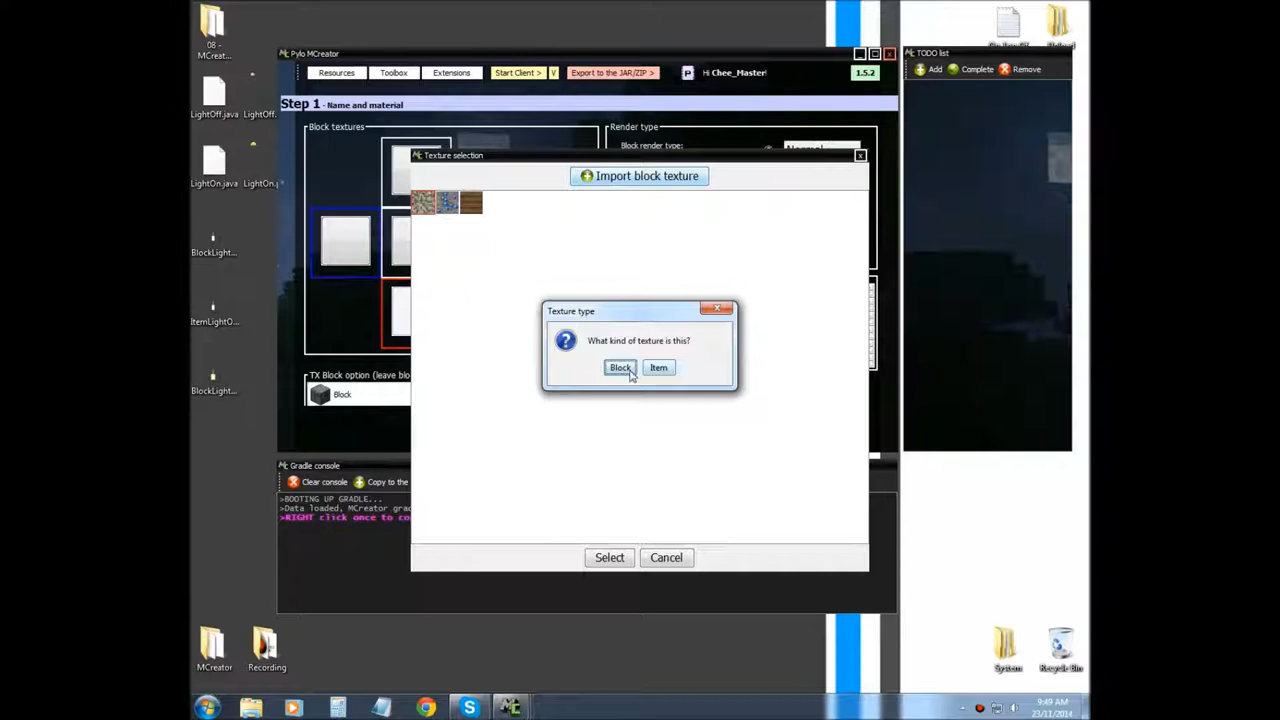 08 -
MCreat...
LightOff.java
LightOff.
LightOn.java
LightOn.
BlockLight...
ItemLightO...
BlockLight...
MCreator
Recording
Pylo MCreator
Resources
Toolbox
Extensions
Start Client >
V
Export to the JAR/ZIP >
P
Hi Chee_Master!
1.5.2
Step 1 - Name and material
Block textures
Render type
Block render type:
Normal
Texture selection
Import block texture
Texture type
What kind of texture is this?
Block
Item
TX Block option (leave blo
Block
Select
Cancel
Gradle console
Clear console
Copy to the
>BOOTING UP GRADLE...
>Data loaded, MCreator grad
>RIGHT click once to co
TODO list
Add
Complete
Remove
System
Recycle Bin
9:49 AM
23/11/2014